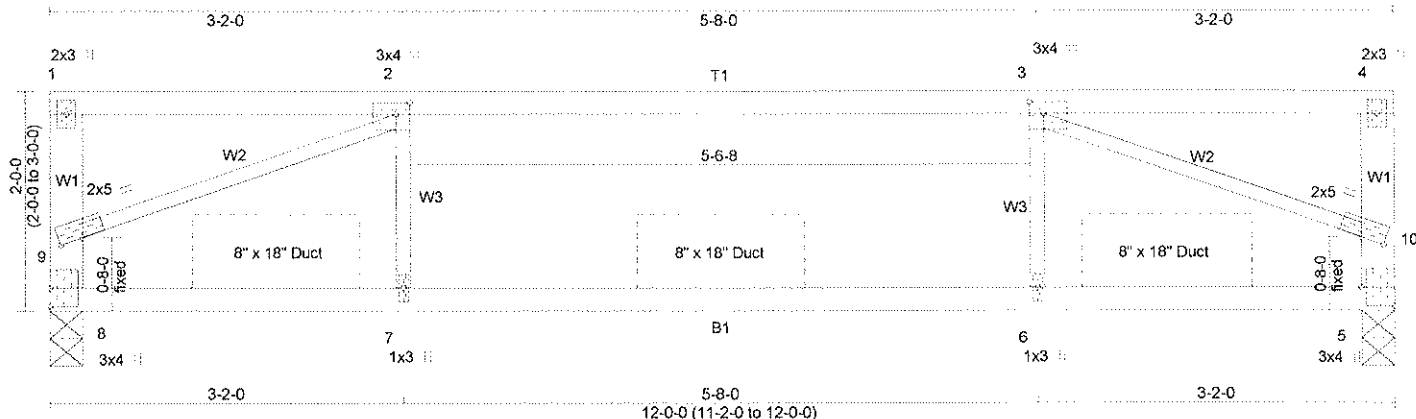 3-2-0 5-8-0 3-2-0
2x3 3x4 3x4 2x3
1 2 T1 3 4
2-0-0
(2-0-0 to 3-0-0)
W1 W2 5-6-8 W2 W1
2x5 W3 W3 2x5
9 10
8" x 18" Duct 8" x 18" Duct 8" x 18" Duct
0-8-0
fixed
0-8-0
fixed
8 7 B1 6 5
3x4 1x3 1x3 3x4
3-2-0 5-8-0 3-2-0
12-0-0 (11-2-0 to 12-0-0)